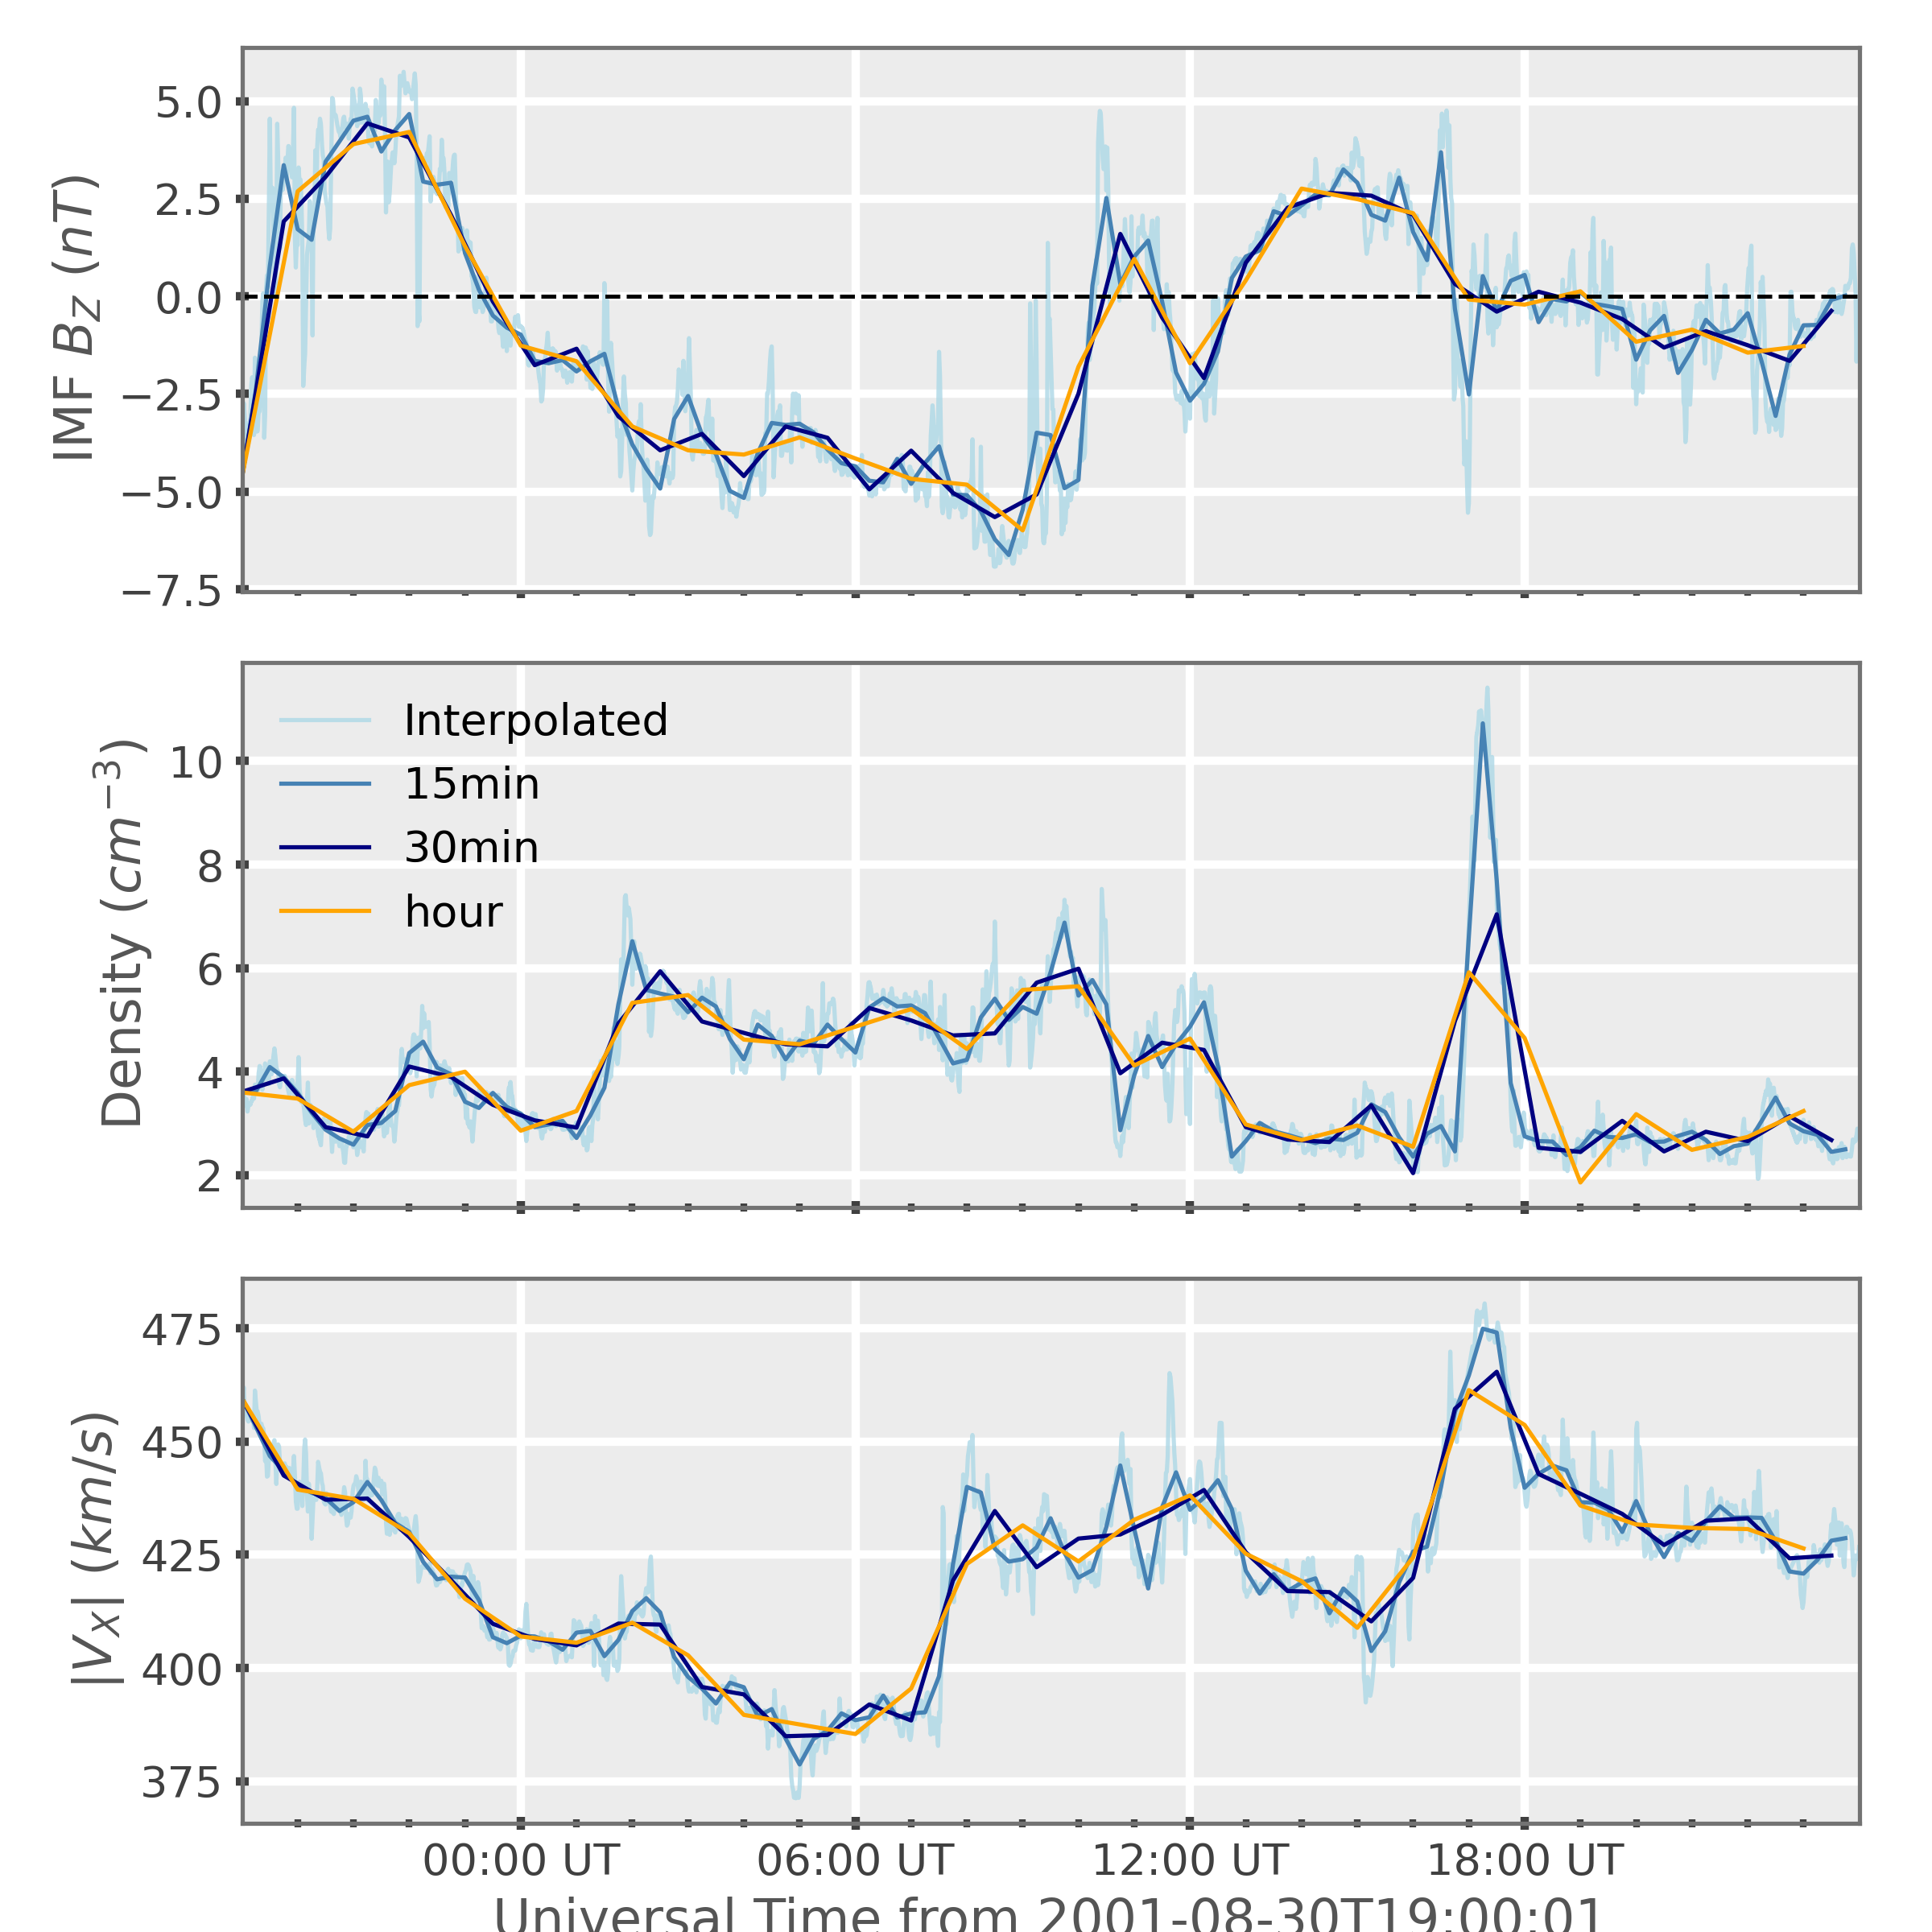 IMF B_Z (nT)
5.0
2.5
0.0
−2.5
−5.0
−7.5
Density (cm⁻³)
10
8
6
4
2
Interpolated
15min
30min
hour
|V_X| (km/s)
475
450
425
400
375
00:00 UT 06:00 UT 12:00 UT 18:00 UT
Universal Time from 2001-08-30T19:00:01